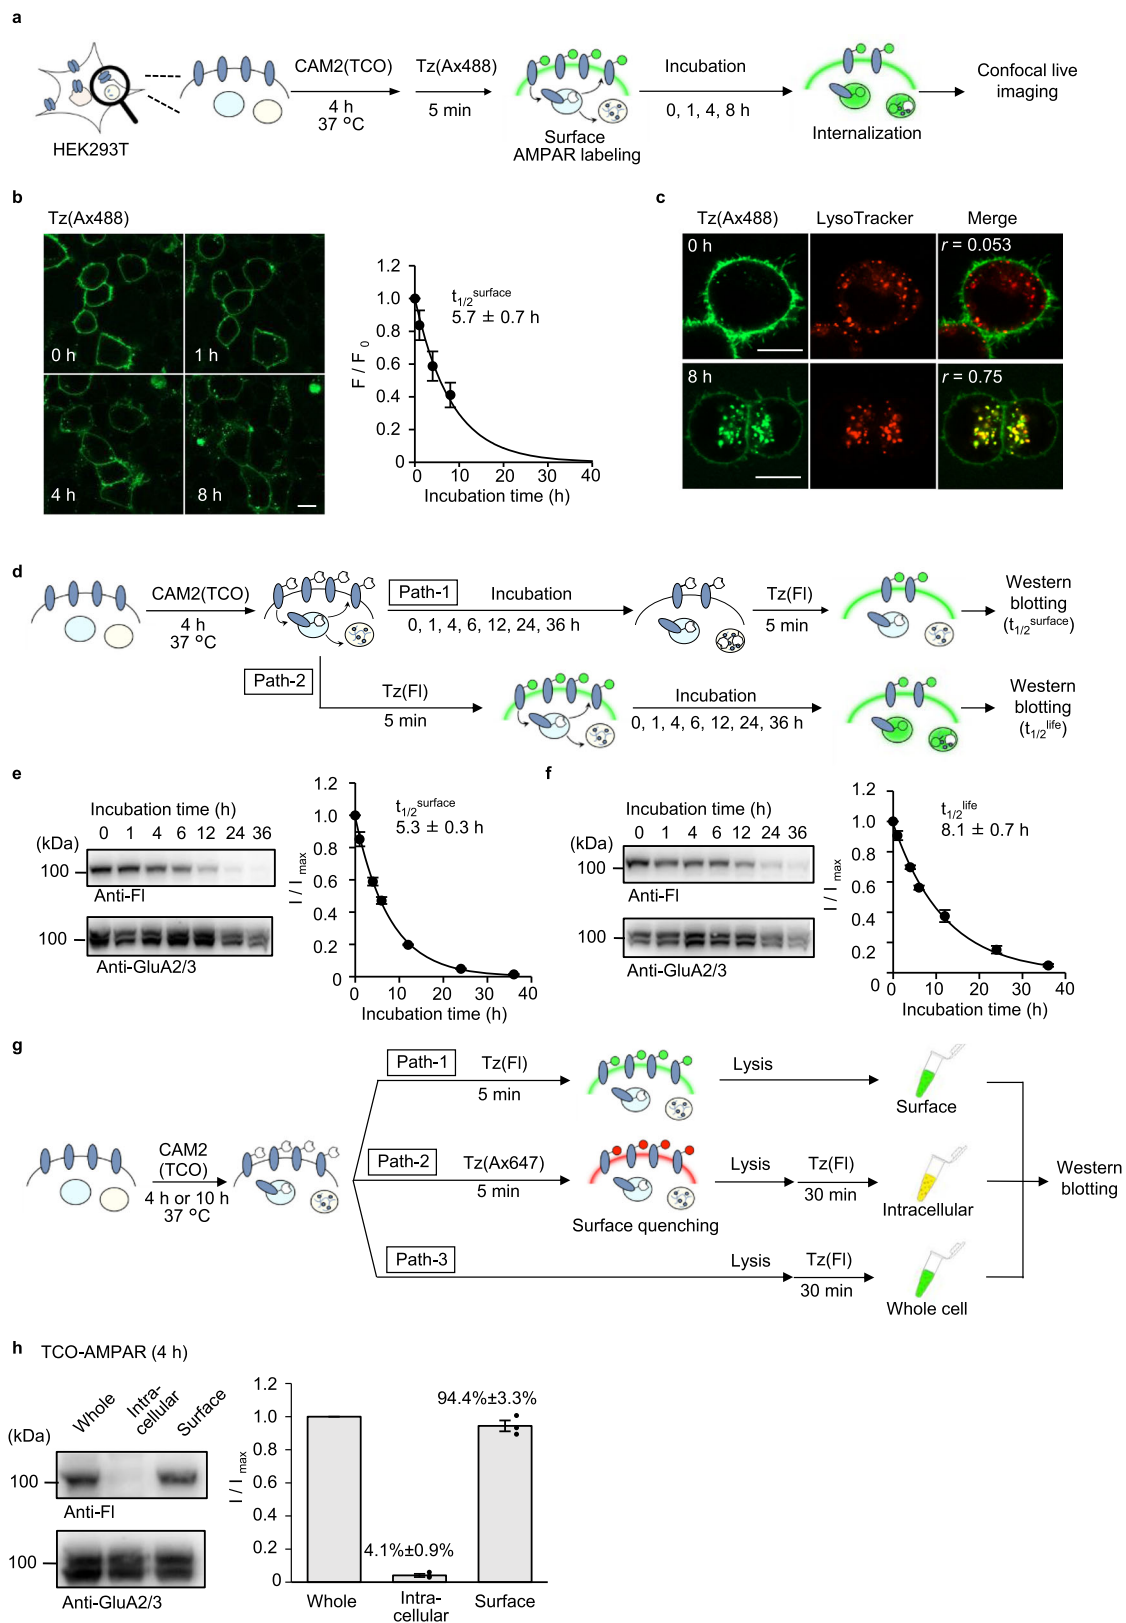 a
HEK293T
CAM2(TCO)
4 h
37 °C
Tz(Ax488)
5 min
Surface
AMPAR labeling
Incubation
0, 1, 4, 8 h
Internalization
Confocal live
imaging
b
Tz(Ax488)
0 h
1 h
4 h
8 h
F / F0
1.2
1.0
0.8
0.6
0.4
0.2
0
t1/2surface
5.7 ± 0.7 h
0 10 20 30 40
Incubation time (h)
c
Tz(Ax488) LysoTracker Merge
0 h
r = 0.053
8 h
r = 0.75
d
CAM2(TCO)
4 h
37 °C
Path-1
Incubation
0, 1, 4, 6, 12, 24, 36 h
Tz(Fl)
5 min
Western
blotting
(t1/2surface)
Path-2
Tz(Fl)
5 min
Incubation
0, 1, 4, 6, 12, 24, 36 h
Western
blotting
(t1/2life)
e
Incubation time (h)
(kDa)
0 1 4 6 12 24 36
100
Anti-Fl
100
Anti-GluA2/3
I / Imax
1.2
1.0
0.8
0.6
0.4
0.2
0
t1/2surface
5.3 ± 0.3 h
0 10 20 30 40
Incubation time (h)
f
Incubation time (h)
(kDa)
0 1 4 6 12 24 36
100
Anti-Fl
100
Anti-GluA2/3
I / Imax
1.2
1.0
0.8
0.6
0.4
0.2
0
t1/2life
8.1 ± 0.7 h
0 10 20 30 40
Incubation time (h)
g
CAM2
(TCO)
4 h or 10 h
37 °C
Path-1
Tz(Fl)
5 min
Lysis
Surface
Path-2
Tz(Ax647)
5 min
Surface quenching
Lysis
Tz(Fl)
30 min
Intracellular
Path-3
Lysis
Tz(Fl)
30 min
Whole cell
Western
blotting
h
TCO-AMPAR (4 h)
Whole
Intra-
cellular
Surface
(kDa)
100
Anti-Fl
100
Anti-GluA2/3
I / Imax
1.2
1.0
0.8
0.6
0.4
0.2
0
94.4%±3.3%
4.1%±0.9%
Whole
Intra-
cellular
Surface